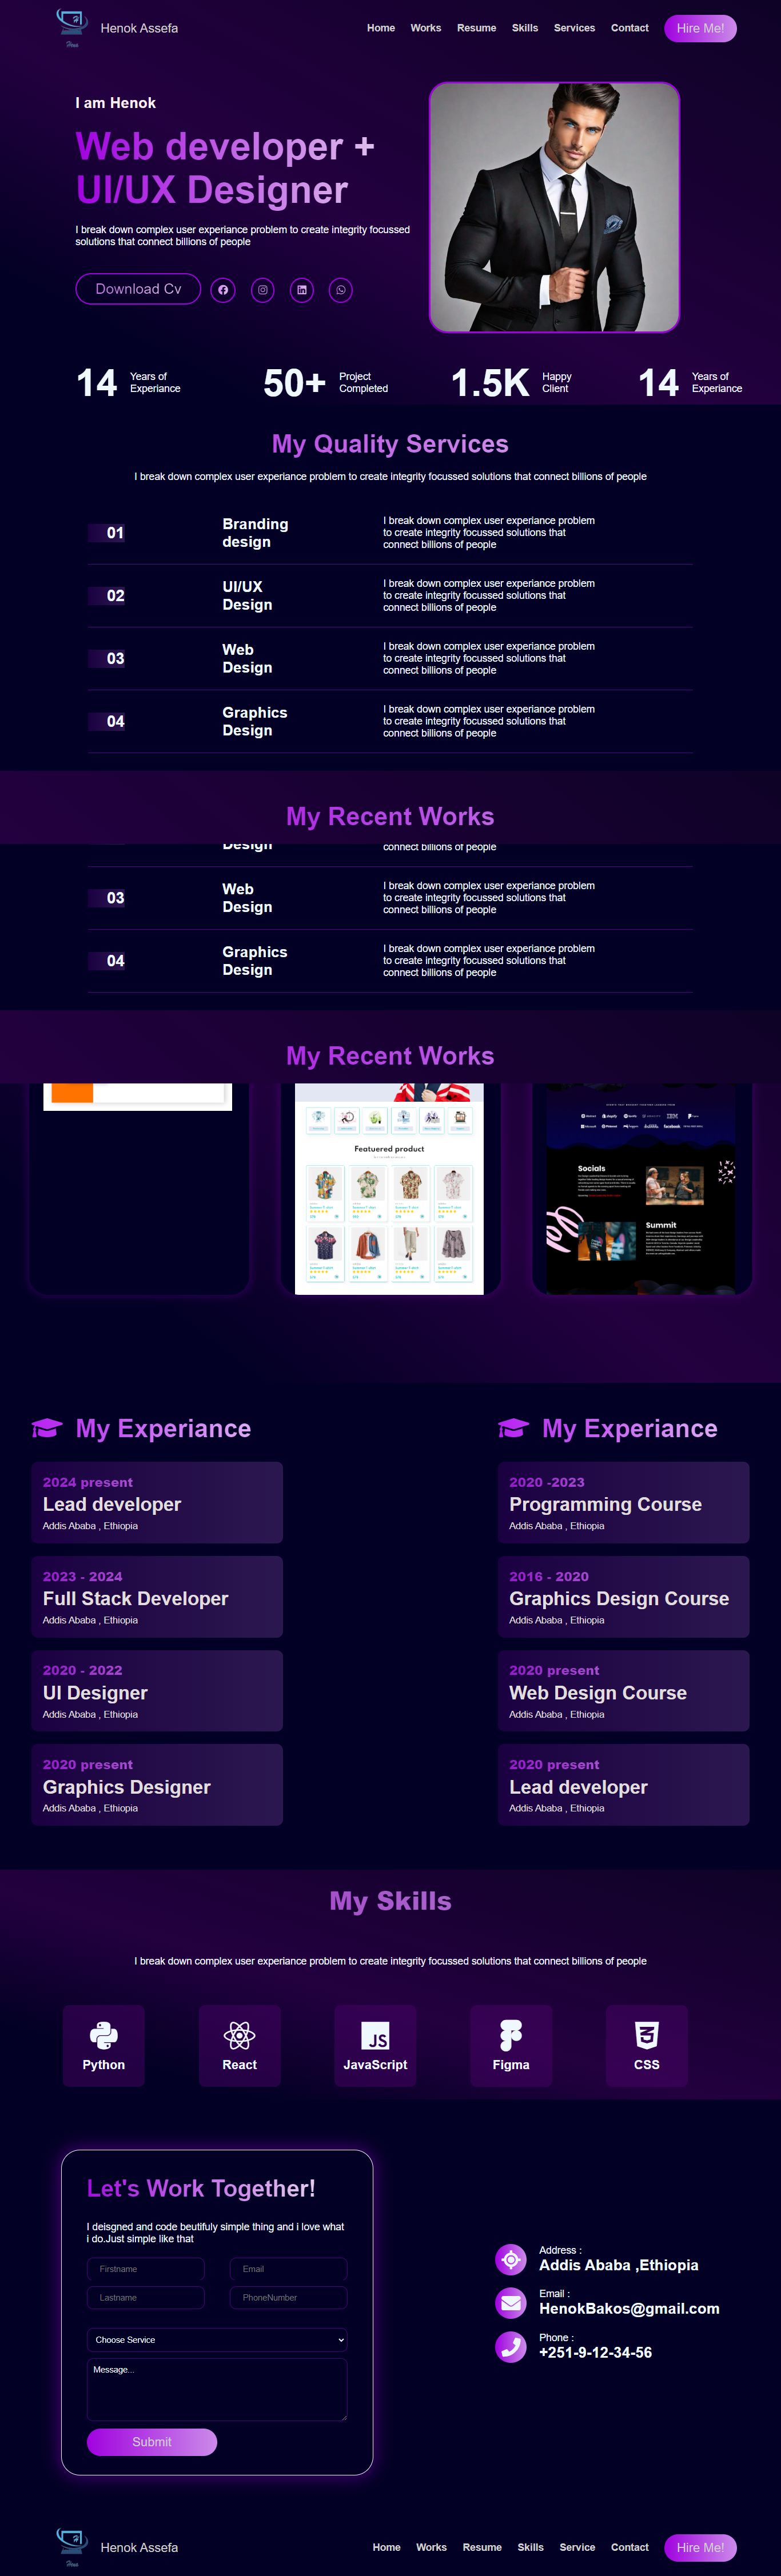 Henok Assefa
Home Works Resume Skills Services Contact Hire Me!
I am Henok
Web developer +
UI/UX Designer
I break down complex user experiance problem to create integrity focussed
solutions that connect billions of people
Download Cv
14 Years of
Experiance
50+ Project
Completed
1.5K Happy
Client
14 Years of
Experiance
My Quality Services
I break down complex user experiance problem to create integrity focussed solutions that connect billions of people
01
Branding
design
I break down complex user experiance problem
to create integrity focussed solutions that
connect billions of people
02
UI/UX
Design
I break down complex user experiance problem
to create integrity focussed solutions that
connect billions of people
03
Web
Design
I break down complex user experiance problem
to create integrity focussed solutions that
connect billions of people
04
Graphics
Design
I break down complex user experiance problem
to create integrity focussed solutions that
connect billions of people
My Recent Works
Design
connect billions of people
03
Web
Design
I break down complex user experiance problem
to create integrity focussed solutions that
connect billions of people
04
Graphics
Design
I break down complex user experiance problem
to create integrity focussed solutions that
connect billions of people
My Recent Works
Featuered product
Socials
Summit
My Experiance
2024 present
Lead developer
Addis Ababa , Ethiopia
2023 - 2024
Full Stack Developer
Addis Ababa , Ethiopia
2020 - 2022
UI Designer
Addis Ababa , Ethiopia
2020 present
Graphics Designer
Addis Ababa , Ethiopia
My Experiance
2020 -2023
Programming Course
Addis Ababa , Ethiopia
2016 - 2020
Graphics Design Course
Addis Ababa , Ethiopia
2020 present
Web Design Course
Addis Ababa , Ethiopia
2020 present
Lead developer
Addis Ababa , Ethiopia
My Skills
I break down complex user experiance problem to create integrity focussed solutions that connect billions of people
Python
React
JS
JavaScript
Figma
CSS
Let's Work Together!
I deisgned and code beutifuly simple thing and i love what
i do.Just simple like that
Firstname Email
Lastname PhoneNumber
Choose Service
Message...
Submit
Address :
Addis Ababa ,Ethiopia
Email :
HenokBakos@gmail.com
Phone :
+251-9-12-34-56
Henok Assefa
Home Works Resume Skills Service Contact Hire Me!